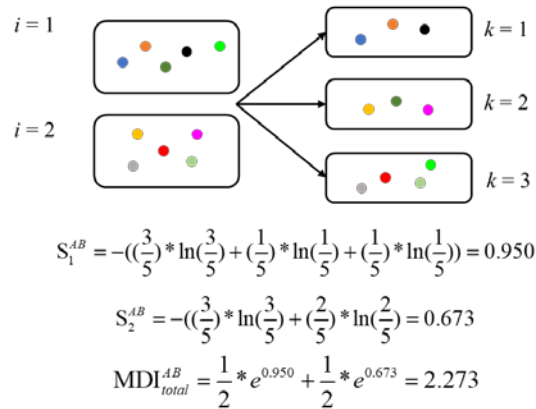 i = 1
k = 1
k = 2
i = 2
k = 3
S₁^{AB} = −((3/5)*ln(3/5) + (1/5)*ln(1/5) + (1/5)*ln(1/5)) = 0.950
S₂^{AB} = −((3/5)*ln(3/5) + (2/5)*ln(2/5) = 0.673
MDI_{total}^{AB} = 1/2 * e^{0.950} + 1/2 * e^{0.673} = 2.273